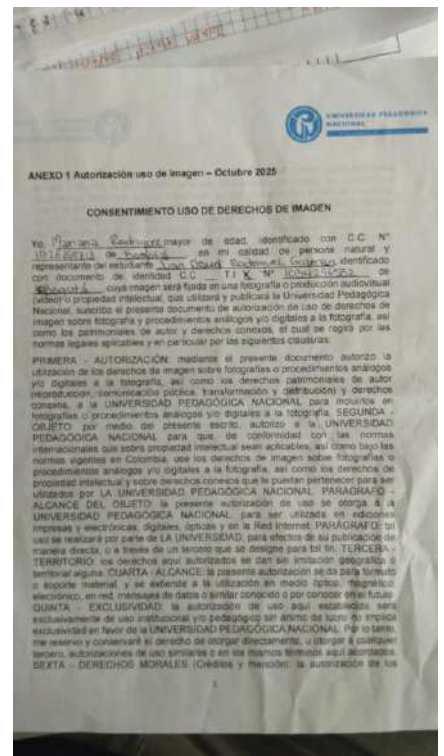 UNIVERSIDAD PEDAGÓGICA
NACIONAL
ANEXO 1 Autorización uso de imagen – Octubre 2025
CONSENTIMIENTO USO DE DERECHOS DE IMAGEN
Yo, Mariana Rodriguez mayor de edad, identificado con C.C. N°
de Bogotá en mi calidad de persona natural y
representante del estudiante David Rodriguez identificado
con documento de identidad C.C. T.I X N° de
Bogotá, cuya imagen será fijada en una fotografía o producción audiovisual
(video) o propiedad intelectual, que utilizará y publicará la Universidad Pedagógica
Nacional, suscribo el presente documento de autorización de uso de derechos de
imagen sobre fotografía y procedimientos análogos y/o digitales a la fotografía, así
como los patrimoniales de autor y derechos conexos, el cual se regirá por las
normas legales aplicables y en particular por las siguientes cláusulas:
PRIMERA - AUTORIZACIÓN: mediante el presente documento autorizo la
utilización de los derechos de imagen sobre fotografías o procedimientos análogos
y/o digitales a la fotografía, así como los derechos patrimoniales de autor
(reproducción, comunicación pública, transformación y distribución) y derechos
conexos, a la UNIVERSIDAD PEDAGÓGICA NACIONAL para incluirlos en
fotografías o procedimientos análogos y/o digitales a la fotografía. SEGUNDA -
OBJETO: por medio del presente escrito, autorizo a la UNIVERSIDAD
PEDAGÓGICA NACIONAL para que, de conformidad con las normas
internacionales que sobre propiedad intelectual sean aplicables, así como bajo las
normas vigentes en Colombia, use los derechos de imagen sobre fotografías o
procedimientos análogos y/o digitales a la fotografía, así como los derechos de
propiedad intelectual y sobre derechos conexos que le puedan pertenecer para ser
utilizados por LA UNIVERSIDAD PEDAGÓGICA NACIONAL. PARÁGRAFO -
ALCANCE DEL OBJETO: la presente autorización de uso se otorga a la
UNIVERSIDAD PEDAGÓGICA NACIONAL, para ser utilizada en ediciones
impresas y electrónicas, digitales, ópticas y en la Red Internet. PARÁGRAFO: tal
uso se realizará por parte de LA UNIVERSIDAD, para efectos de su publicación de
manera directa, o a través de un tercero que se designe para tal fin. TERCERA -
TERRITORIO: los derechos aquí autorizados se dan sin limitación geográfica o
territorial alguna. CUARTA - ALCANCE: la presente autorización se da para formato
o soporte material, y se extiende a la utilización en medio óptico, magnético,
electrónico, en red, mensajes de datos o similar conocido o por conocer en el futuro.
QUINTA - EXCLUSIVIDAD: la autorización de uso aquí establecida será
exclusivamente de uso institucional y/o pedagógico sin ánimo de lucro no implica
exclusividad en favor de la UNIVERSIDAD PEDAGÓGICA NACIONAL. Por lo tanto,
me reservo y conservaré el derecho de otorgar directamente, u otorgar a cualquier
tercero, autorizaciones de uso similares o en los mismos términos aquí acordados.
SEXTA - DERECHOS MORALES (Créditos y mención): la autorización de los
1